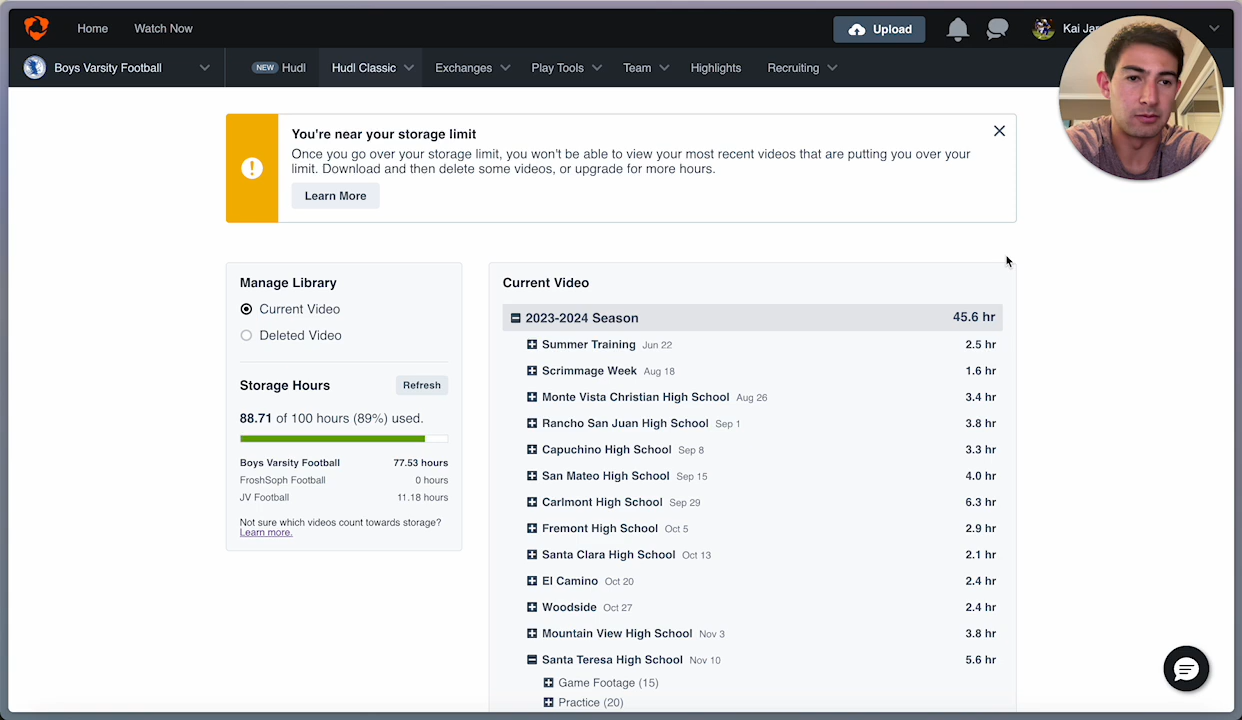 Home
Watch Now
Upload
Kai
Boys Varsity Football
NEW Hudl
Hudl Classic
Exchanges
Play Tools
Team
Highlights
Recruiting
You're near your storage limit
Once you go over your storage limit, you won't be able to view your most recent videos that are putting you over your
limit. Download and then delete some videos, or upgrade for more hours.
Learn More
Manage Library
Current Video
Deleted Video
Storage Hours
Refresh
88.71 of 100 hours (89%) used.
Boys Varsity Football 77.53 hours
FroshSoph Football 0 hours
JV Football 11.18 hours
Not sure which videos count towards storage?
Learn more.
Current Video
2023-2024 Season 45.6 hr
Summer Training Jun 22 2.5 hr
Scrimmage Week Aug 18 1.6 hr
Monte Vista Christian High School Aug 26 3.4 hr
Rancho San Juan High School Sep 1 3.8 hr
Capuchino High School Sep 8 3.3 hr
San Mateo High School Sep 15 4.0 hr
Carlmont High School Sep 29 6.3 hr
Fremont High School Oct 5 2.9 hr
Santa Clara High School Oct 13 2.1 hr
El Camino Oct 20 2.4 hr
Woodside Oct 27 2.4 hr
Mountain View High School Nov 3 3.8 hr
Santa Teresa High School Nov 10 5.6 hr
Game Footage (15)
Practice (20)